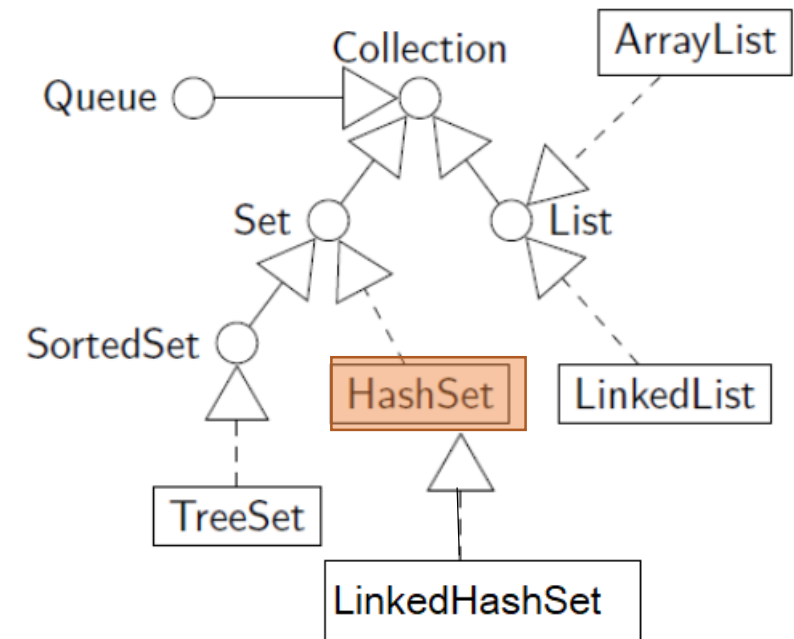 Collection
ArrayList
Queue
Set
List
SortedSet
HashSet
LinkedList
TreeSet
LinkedHashSet